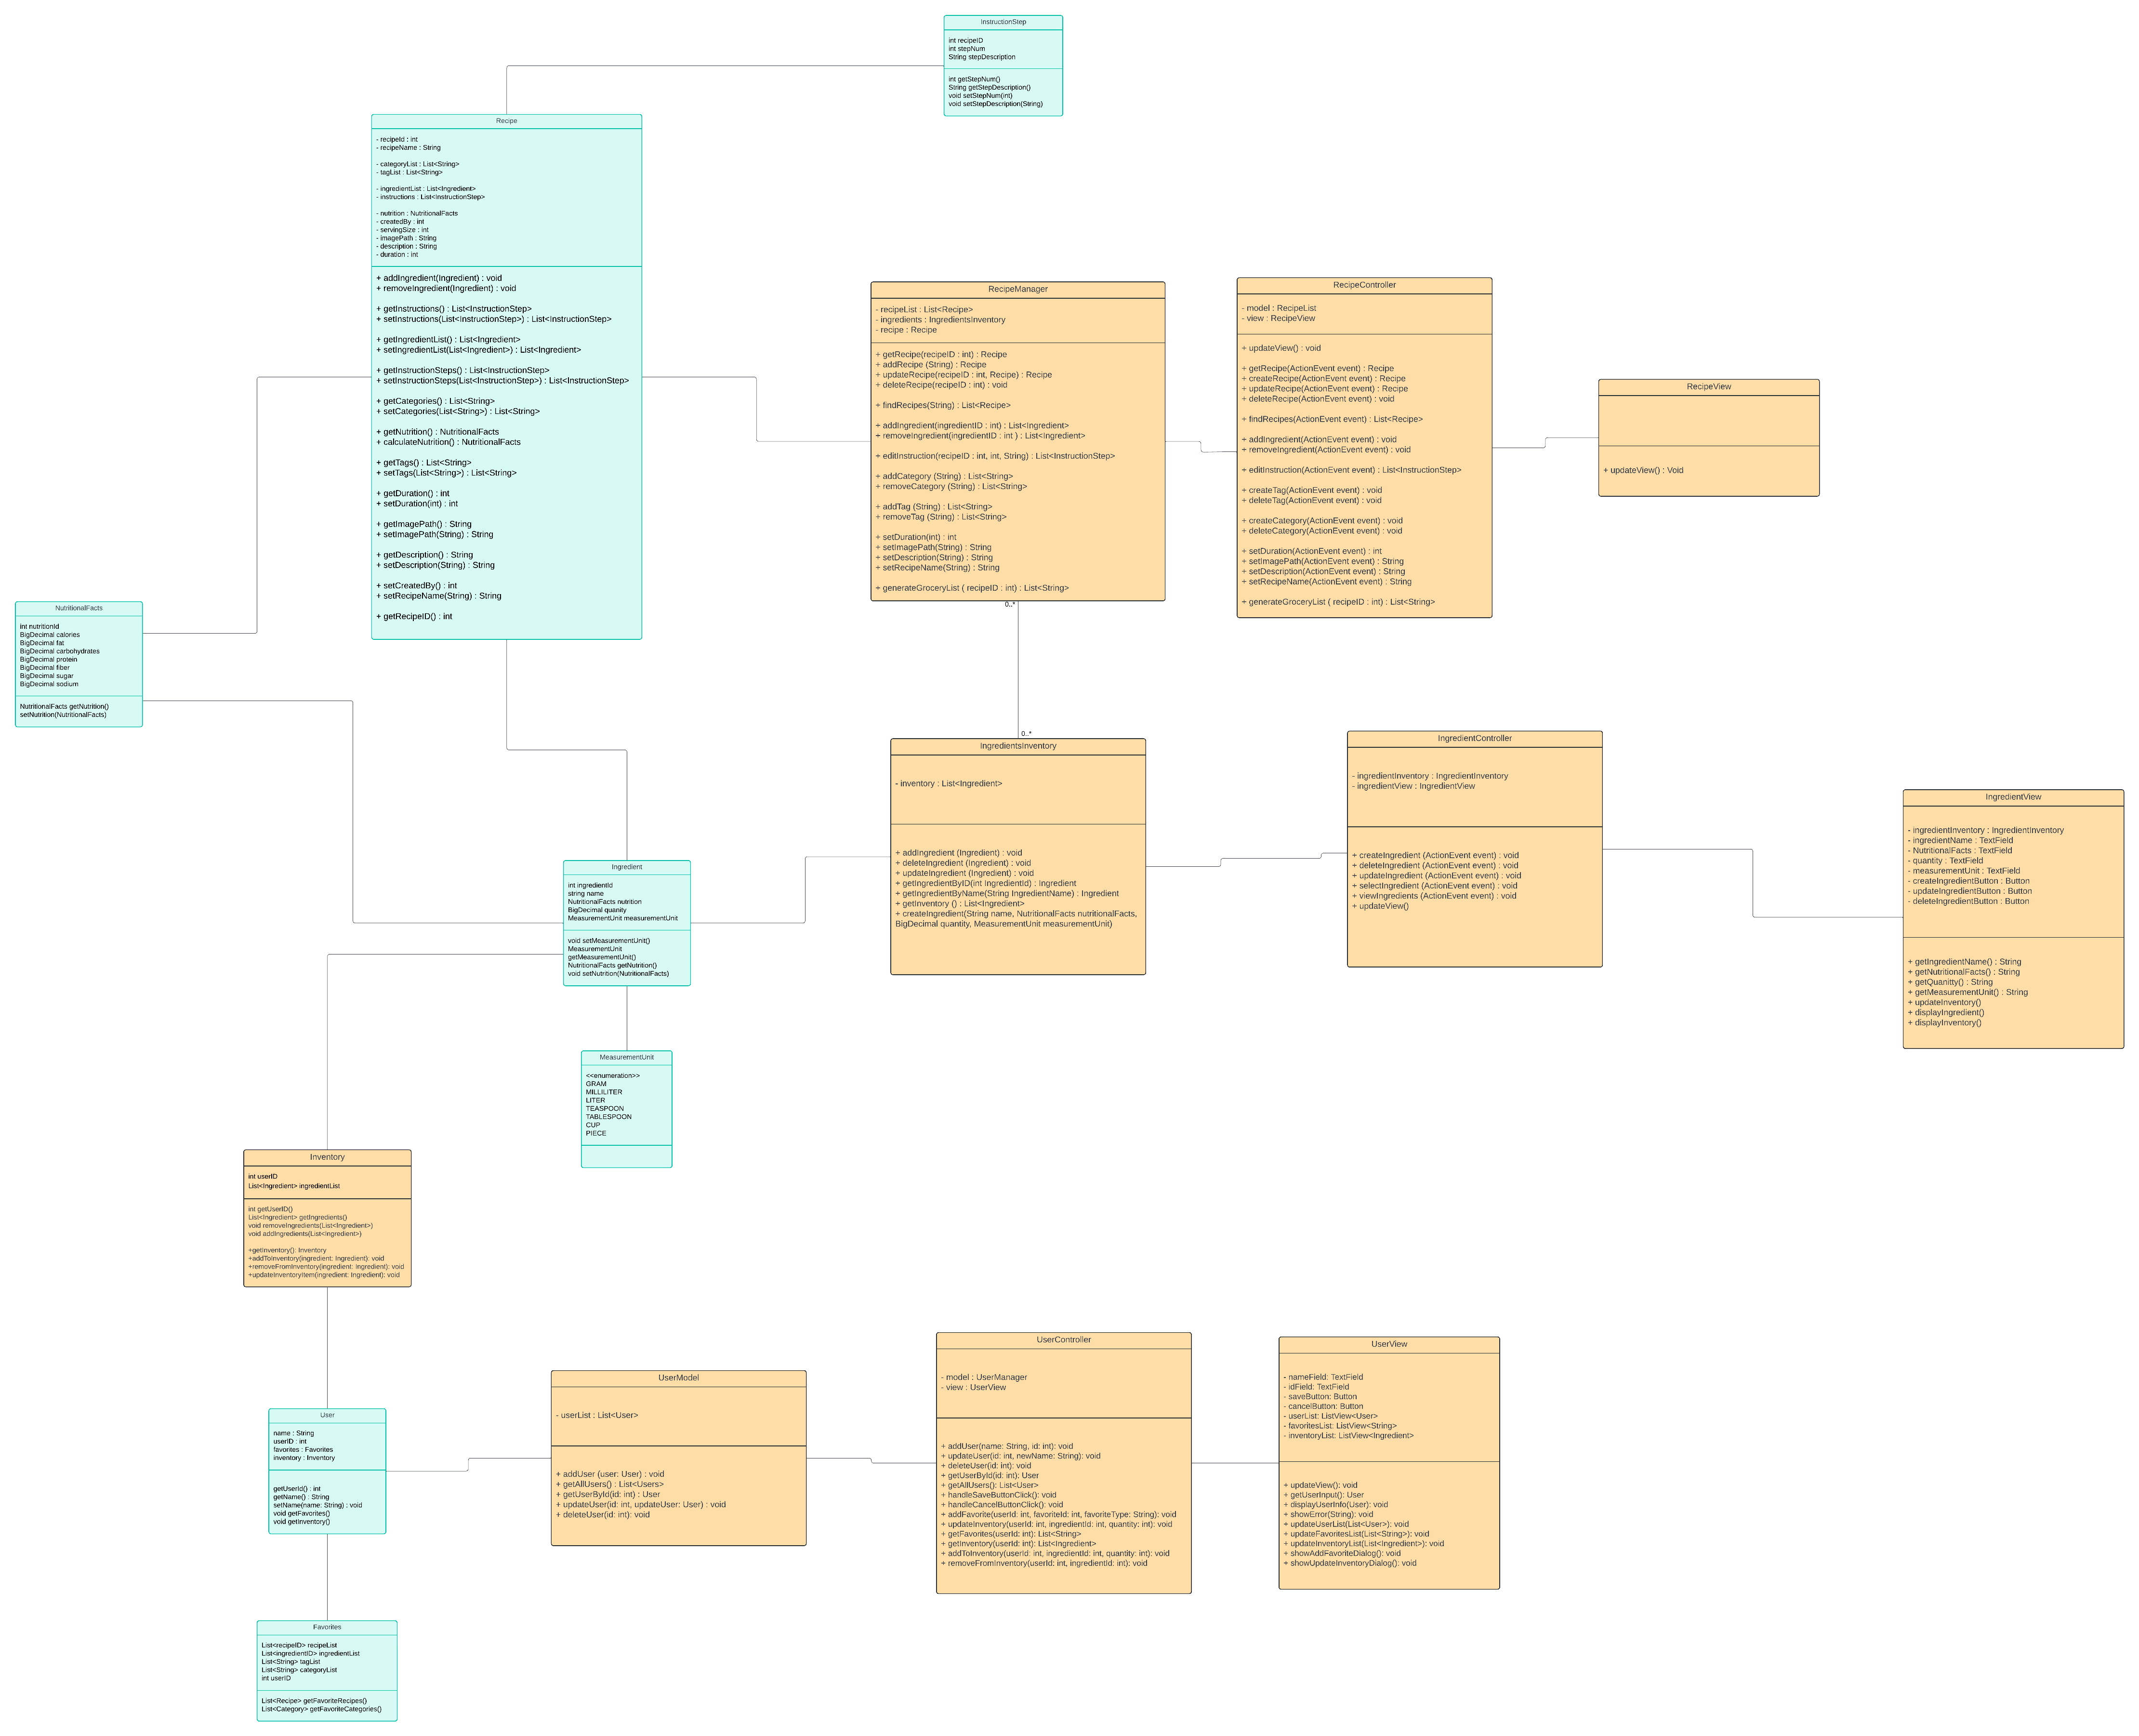 InstructionStep
int recipeID
int stepNum
String stepDescription
int getStepNum()
String getStepDescription()
void setStepNum(int)
void setStepDescription(String)
Recipe
- recipeId : int
- recipeName : String
- categoryList : List<String>
- tagList : List<String>
- ingredientList : List<Ingredient>
- instructions : List<InstructionStep>
- nutrition : NutritionalFacts
- createdBy : int
- servingSize : int
- imagePath : String
- description : String
- duration : int
+ addIngredient(Ingredient) : void
+ removeIngredient(Ingredient) : void
+ getInstructions() : List<InstructionStep>
+ setInstructions(List<InstructionStep>) : List<InstructionStep>
+ getIngredientList() : List<Ingredient>
+ setIngredientList(List<Ingredient>) : List<Ingredient>
+ getInstructionSteps() : List<InstructionStep>
+ setInstructionSteps(List<InstructionStep>) : List<InstructionStep>
+ getCategories() : List<String>
+ setCategories(List<String>) : List<String>
+ getNutrition() : NutritionalFacts
+ calculateNutrition() : NutritionalFacts
+ getTags() : List<String>
+ setTags(List<String>) : List<String>
+ getDuration() : int
+ setDuration(int) : int
+ getImagePath() : String
+ setImagePath(String) : String
+ getDescription() : String
+ setDescription(String) : String
+ setCreatedBy() : int
+ setRecipeName(String) : String
+ getRecipeID() : int
RecipeManager
- recipeList : List<Recipe>
- ingredients : IngredientsInventory
- recipe : Recipe
+ getRecipe(recipeID : int) : Recipe
+ addRecipe (String) : Recipe
+ updateRecipe(recipeID : int, Recipe) : Recipe
+ deleteRecipe(recipeID : int) : void
+ findRecipes(String) : List<Recipe>
+ addIngredient(ingredientID : int) : List<Ingredient>
+ removeIngredient(ingredientID : int ) : List<Ingredient>
+ editInstruction(recipeID : int, int, String) : List<InstructionStep>
+ addCategory (String) : List<String>
+ removeCategory (String) : List<String>
+ addTag (String) : List<String>
+ removeTag (String) : List<String>
+ setDuration(int) : int
+ setImagePath(String) : String
+ setDescription(String) : String
+ setRecipeName(String) : String
+ generateGroceryList ( recipeID : int) : List<String>
0..*
0..*
RecipeController
- model : RecipeList
- view : RecipeView
+ updateView() : void
+ getRecipe(ActionEvent event) : Recipe
+ createRecipe(ActionEvent event) : Recipe
+ updateRecipe(ActionEvent event) : Recipe
+ deleteRecipe(ActionEvent event) : void
+ findRecipes(ActionEvent event) : List<Recipe>
+ addIngredient(ActionEvent event) : void
+ removeIngredient(ActionEvent event) : void
+ editInstruction(ActionEvent event) : List<InstructionStep>
+ createTag(ActionEvent event) : void
+ deleteTag(ActionEvent event) : void
+ createCategory(ActionEvent event) : void
+ deleteCategory(ActionEvent event) : void
+ setDuration(ActionEvent event) : int
+ setImagePath(ActionEvent event) : String
+ setDescription(ActionEvent event) : String
+ setRecipeName(ActionEvent event) : String
+ generateGroceryList ( recipeID : int) : List<String>
RecipeView
+ updateView() : Void
NutritionalFacts
int nutritionId
BigDecimal calories
BigDecimal fat
BigDecimal carbohydrates
BigDecimal protein
BigDecimal fiber
BigDecimal sugar
BigDecimal sodium
NutritionalFacts getNutrition()
setNutrition(NutritionalFacts)
IngredientsInventory
- inventory : List<Ingredient>
+ addIngredient (Ingredient) : void
+ deleteIngredient (Ingredient) : void
+ updateIngredient (Ingredient) : void
+ getIngredientByID(int IngredientId) : Ingredient
+ getIngredientByName(String IngredientName) : Ingredient
+ getInventory () : List<Ingredient>
+ createIngredient(String name, NutritionalFacts nutritionalFacts,
BigDecimal quantity, MeasurementUnit measurementUnit)
IngredientController
- ingredientInventory : IngredientInventory
- ingredientView : IngredientView
+ createIngredient (ActionEvent event) : void
+ deleteIngredient (ActionEvent event) : void
+ updateIngredient (ActionEvent event) : void
+ selectIngredient (ActionEvent event) : void
+ viewIngredients (ActionEvent event) : void
+ updateView()
IngredientView
- ingredientInventory : IngredientInventory
- ingredientName : TextField
- NutritionalFacts : TextField
- quantity : TextField
- measurementUnit : TextField
- createIngredientButton : Button
- updateIngredientButton : Button
- deleteIngredientButton : Button
+ getIngredientName() : String
+ getNutritionalFacts() : String
+ getQuanitty() : String
+ getMeasurementUnit() : String
+ updateInventory()
+ displayIngredient()
+ displayInventory()
Ingredient
int ingredientId
string name
NutritionalFacts nutrition
BigDecimal quanity
MeasurementUnit measurementUnit
void setMeasurementUnit()
MeasurementUnit
getMeasurementUnit()
NutritionalFacts getNutrition()
void setNutrition(NutritionalFacts)
MeasurementUnit
<<enumeration>>
GRAM
MILLILITER
LITER
TEASPOON
TABLESPOON
CUP
PIECE
Inventory
int userID
List<Ingredient> ingredientList
int getUserID()
List<Ingredient> getIngredients()
void removeIngredients(List<Ingredient>)
void addIngredients(List<Ingredient>)
+getInventory(): Inventory
+addToInventory(ingredient: Ingredient): void
+removeFromInventory(ingredient: Ingredient): void
+updateInventoryItem(ingredient: Ingredient): void
User
name : String
userID : int
favorites : Favorites
inventory : Inventory
getUserId() : int
getName() : String
setName(name: String) : void
void getFavorites()
void getInventory()
UserModel
- userList : List<User>
+ addUser (user: User) : void
+ getAllUsers() : List<Users>
+ getUserById(id: int) : User
+ updateUser(id: int, updateUser: User) : void
+ deleteUser(id: int): void
UserController
- model : UserManager
- view : UserView
+ addUser(name: String, id: int): void
+ updateUser(id: int, newName: String): void
+ deleteUser(id: int): void
+ getUserById(id: int): User
+ getAllUsers(): List<User>
+ handleSaveButtonClick(): void
+ handleCancelButtonClick(): void
+ addFavorite(userId: int, favoriteId: int, favoriteType: String): void
+ updateInventory(userId: int, ingredientId: int, quantity: int): void
+ getFavorites(userId: int): List<String>
+ getInventory(userId: int): List<Ingredient>
+ addToInventory(userId: int, ingredientId: int, quantity: int): void
+ removeFromInventory(userId: int, ingredientId: int): void
UserView
- nameField: TextField
- idField: TextField
- saveButton: Button
- cancelButton: Button
- userList: ListView<User>
- favoritesList: ListView<String>
- inventoryList: ListView<Ingredient>
+ updateView(): void
+ getUserInput(): User
+ displayUserInfo(User): void
+ showError(String): void
+ updateUserList(List<User>): void
+ updateFavoritesList(List<String>): void
+ updateInventoryList(List<Ingredient>): void
+ showAddFavoriteDialog(): void
+ showUpdateInventoryDialog(): void
Favorites
List<recipeID> recipeList
List<ingredientID> ingredientList
List<String> tagList
List<String> categoryList
int userID
List<Recipe> getFavoriteRecipes()
List<Category> getFavoriteCategories()